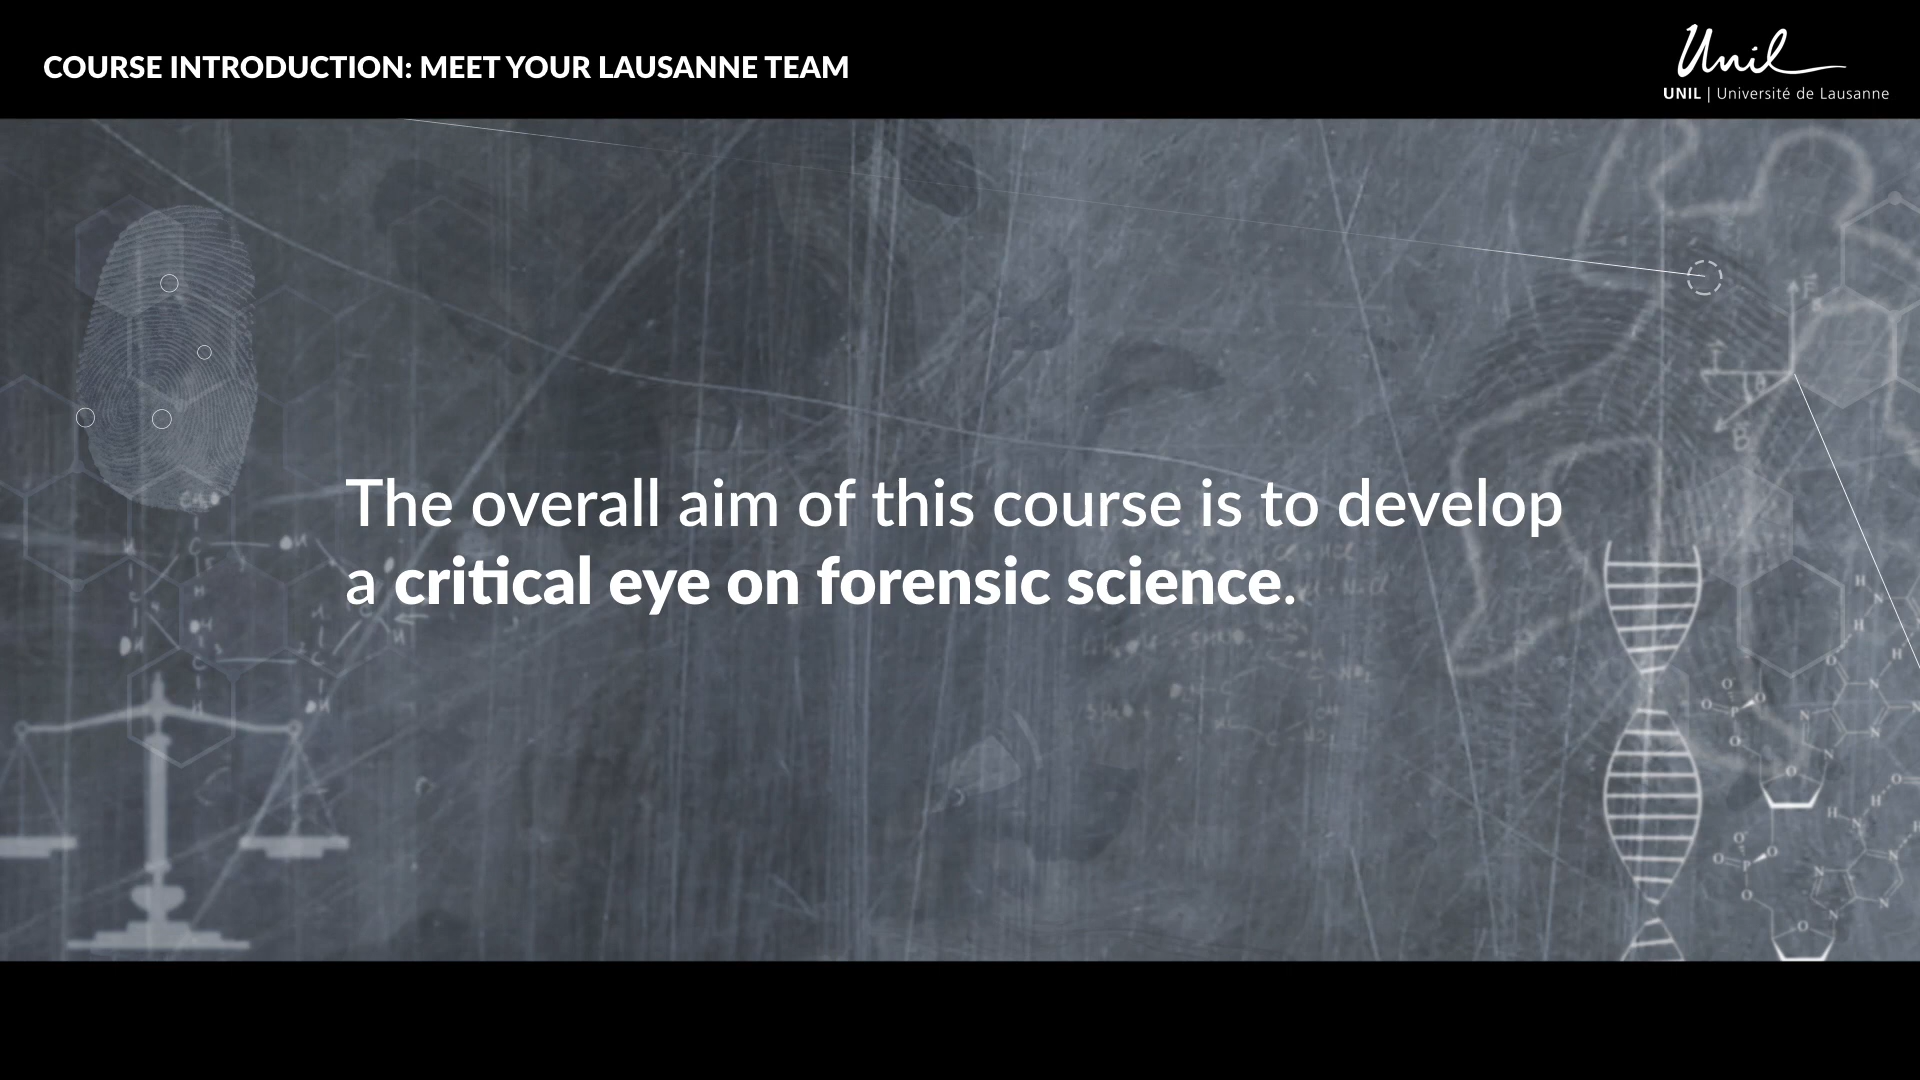 COURSE INTRODUCTION: MEET YOUR LAUSANNE TEAM
Unil
UNIL | Université de Lausanne
The overall aim of this course is to develop
a critical eye on forensic science.